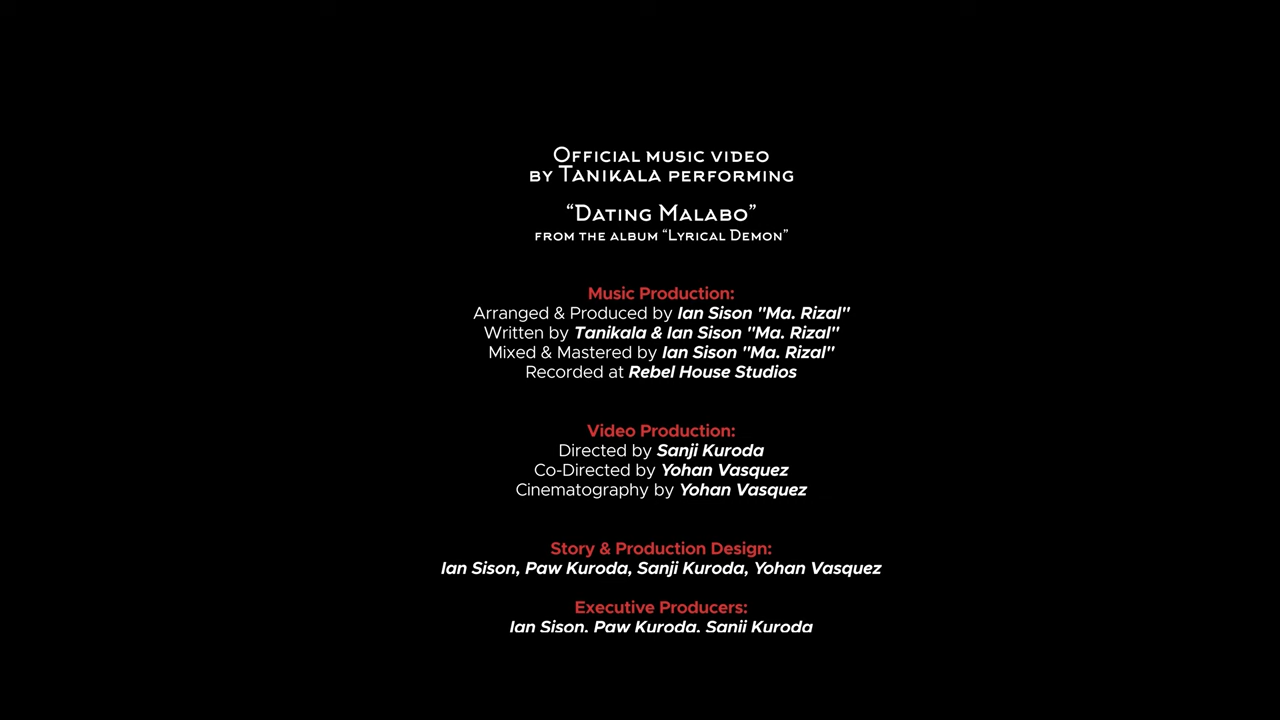 Official music video
by Tanikala performing
“Dating Malabo”
from the album “Lyrical Demon”
Music Production:
Arranged & Produced by Ian Sison "Ma. Rizal"
Written by Tanikala & Ian Sison "Ma. Rizal"
Mixed & Mastered by Ian Sison "Ma. Rizal"
Recorded at Rebel House Studios
Video Production:
Directed by Sanji Kuroda
Co-Directed by Yohan Vasquez
Cinematography by Yohan Vasquez
Story & Production Design:
Ian Sison, Paw Kuroda, Sanji Kuroda, Yohan Vasquez
Executive Producers:
Ian Sison, Paw Kuroda, Sanji Kuroda